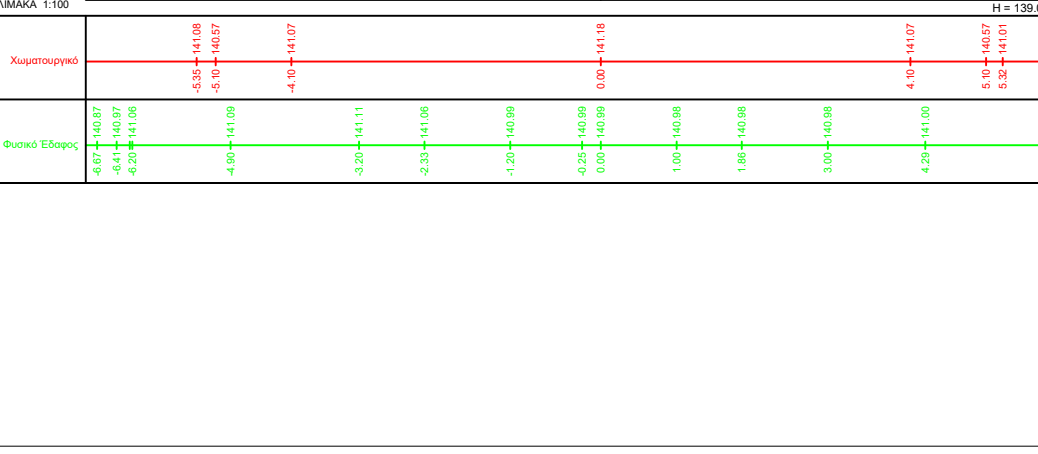 ΛΙΜΑΚΑ 1:100
H = 139.0
Χωματουργικό
141.08 140.57 141.07 141.18 141.07 140.57 141.01
-5.35 -5.10 -4.10 0.00 4.10 5.10 5.32
Φυσικό Έδαφος
140.87 140.97 141.06 141.09 141.11 141.06 140.99 140.99 140.99 140.98 140.98 140.98 141.00
-6.67 -6.41 -6.20 -4.90 -3.20 -2.33 -1.20 -0.25 0.00 1.00 1.86 3.00 4.29